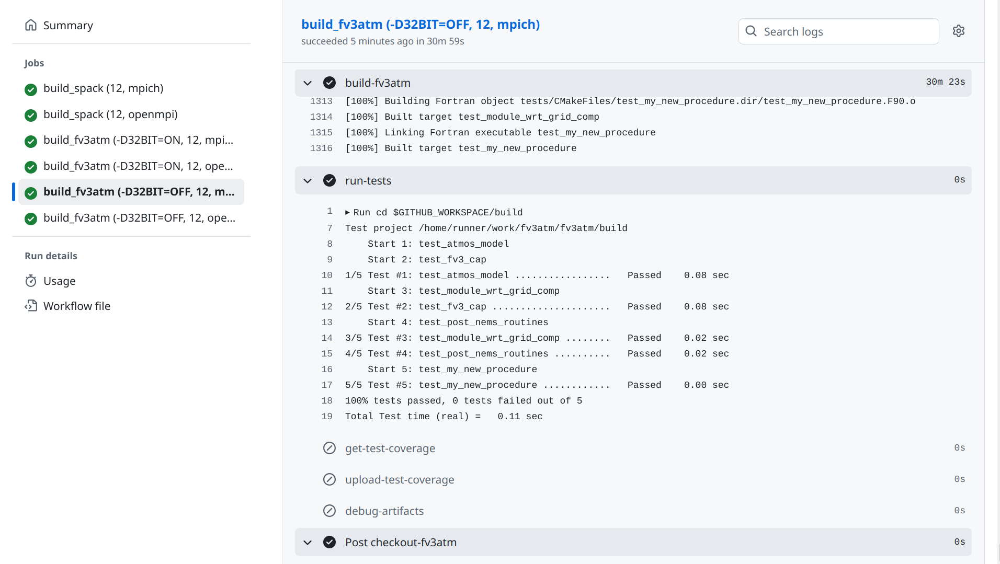 Summary
Jobs
build_spack (12, mpich)
build_spack (12, openmpi)
build_fv3atm (-D32BIT=ON, 12, mpi...
build_fv3atm (-D32BIT=ON, 12, ope...
build_fv3atm (-D32BIT=OFF, 12, m...
build_fv3atm (-D32BIT=OFF, 12, ope...
Run details
Usage
Workflow file
build_fv3atm (-D32BIT=OFF, 12, mpich)
succeeded 5 minutes ago in 30m 59s
Search logs
build-fv3atm 30m 23s
1313 [100%] Building Fortran object tests/CMakeFiles/test_my_new_procedure.dir/test_my_new_procedure.F90.o
1314 [100%] Built target test_module_wrt_grid_comp
1315 [100%] Linking Fortran executable test_my_new_procedure
1316 [100%] Built target test_my_new_procedure
run-tests 0s
1 ▸ Run cd $GITHUB_WORKSPACE/build
7 Test project /home/runner/work/fv3atm/fv3atm/build
8     Start 1: test_atmos_model
9     Start 2: test_fv3_cap
10 1/5 Test #1: test_atmos_model .................   Passed    0.08 sec
11     Start 3: test_module_wrt_grid_comp
12 2/5 Test #2: test_fv3_cap .....................   Passed    0.08 sec
13     Start 4: test_post_nems_routines
14 3/5 Test #3: test_module_wrt_grid_comp ........   Passed    0.02 sec
15 4/5 Test #4: test_post_nems_routines ..........   Passed    0.02 sec
16     Start 5: test_my_new_procedure
17 5/5 Test #5: test_my_new_procedure ............   Passed    0.00 sec
18 100% tests passed, 0 tests failed out of 5
19 Total Test time (real) =   0.11 sec
get-test-coverage 0s
upload-test-coverage 0s
debug-artifacts 0s
Post checkout-fv3atm 0s